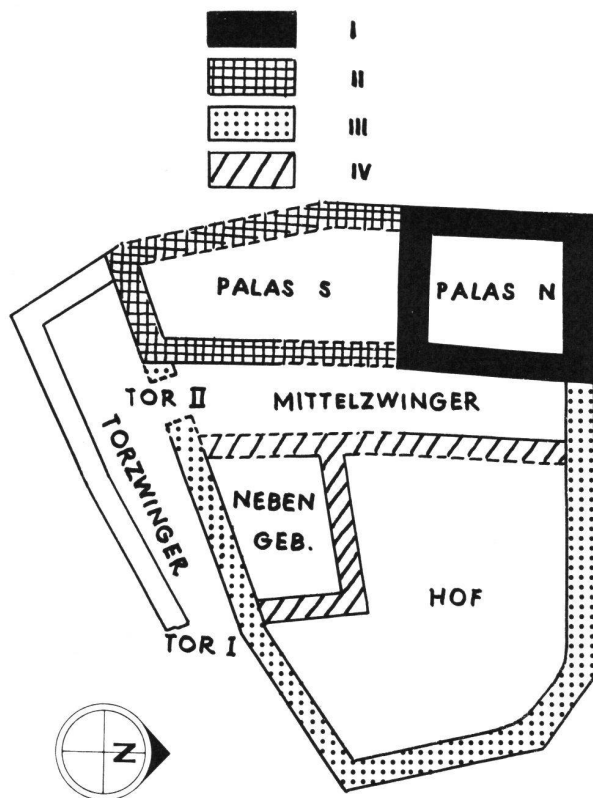 I
II
III
IV
PALAS S
PALAS N
TOR II
MITTELZWINGER
TORZWINGER
NEBEN
GEB.
HOF
TOR I
N